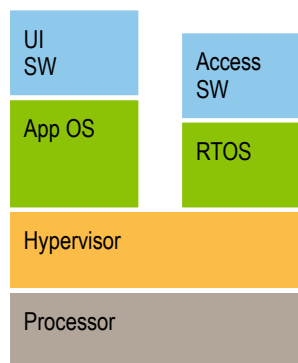 UI
SW
App OS
Access
SW
RTOS
Hypervisor
Processor